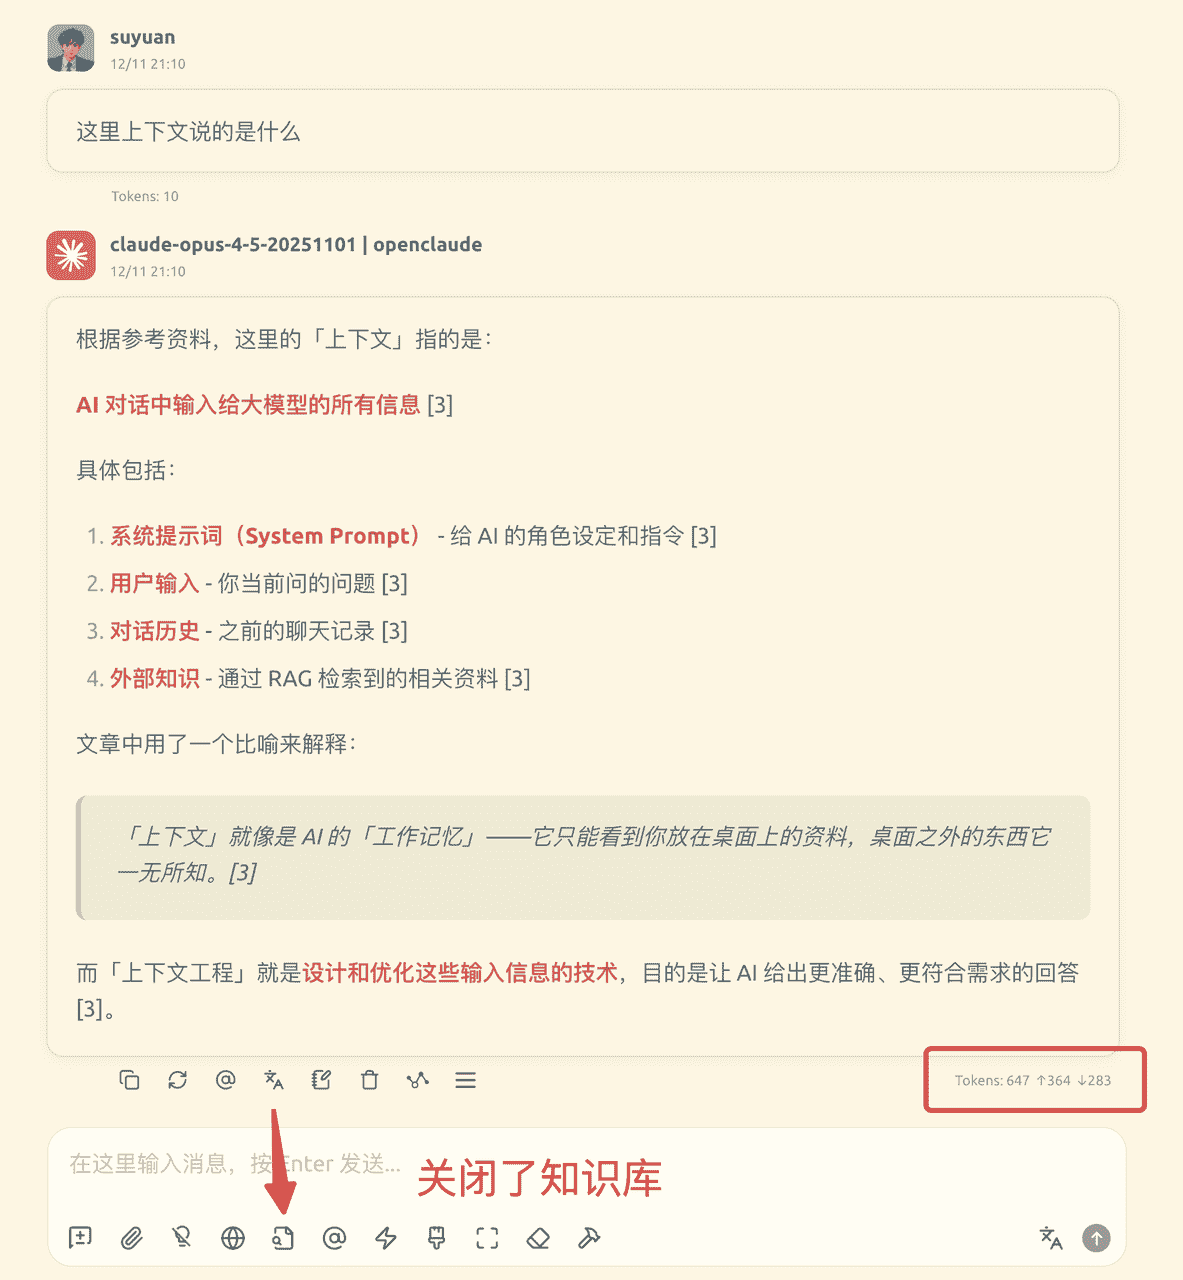 suyuan
12/11 21:10
这里上下文说的是什么
Tokens: 10
claude-opus-4-5-20251101 | openclaude
12/11 21:10
根据参考资料，这里的「上下文」指的是：
AI 对话中输入给大模型的所有信息 [3]
具体包括：
1. 系统提示词（System Prompt） - 给 AI 的角色设定和指令 [3]
2. 用户输入 - 你当前问的问题 [3]
3. 对话历史 - 之前的聊天记录 [3]
4. 外部知识 - 通过 RAG 检索到的相关资料 [3]
文章中用了一个比喻来解释：
「上下文」就像是 AI 的「工作记忆」——它只能看到你放在桌面上的资料，桌面之外的东西它
一无所知。[3]
而「上下文工程」就是设计和优化这些输入信息的技术，目的是让 AI 给出更准确、更符合需求的回答
[3]。
Tokens: 647 ↑364 ↓283
在这里输入消息，按 Enter 发送...
关闭了知识库